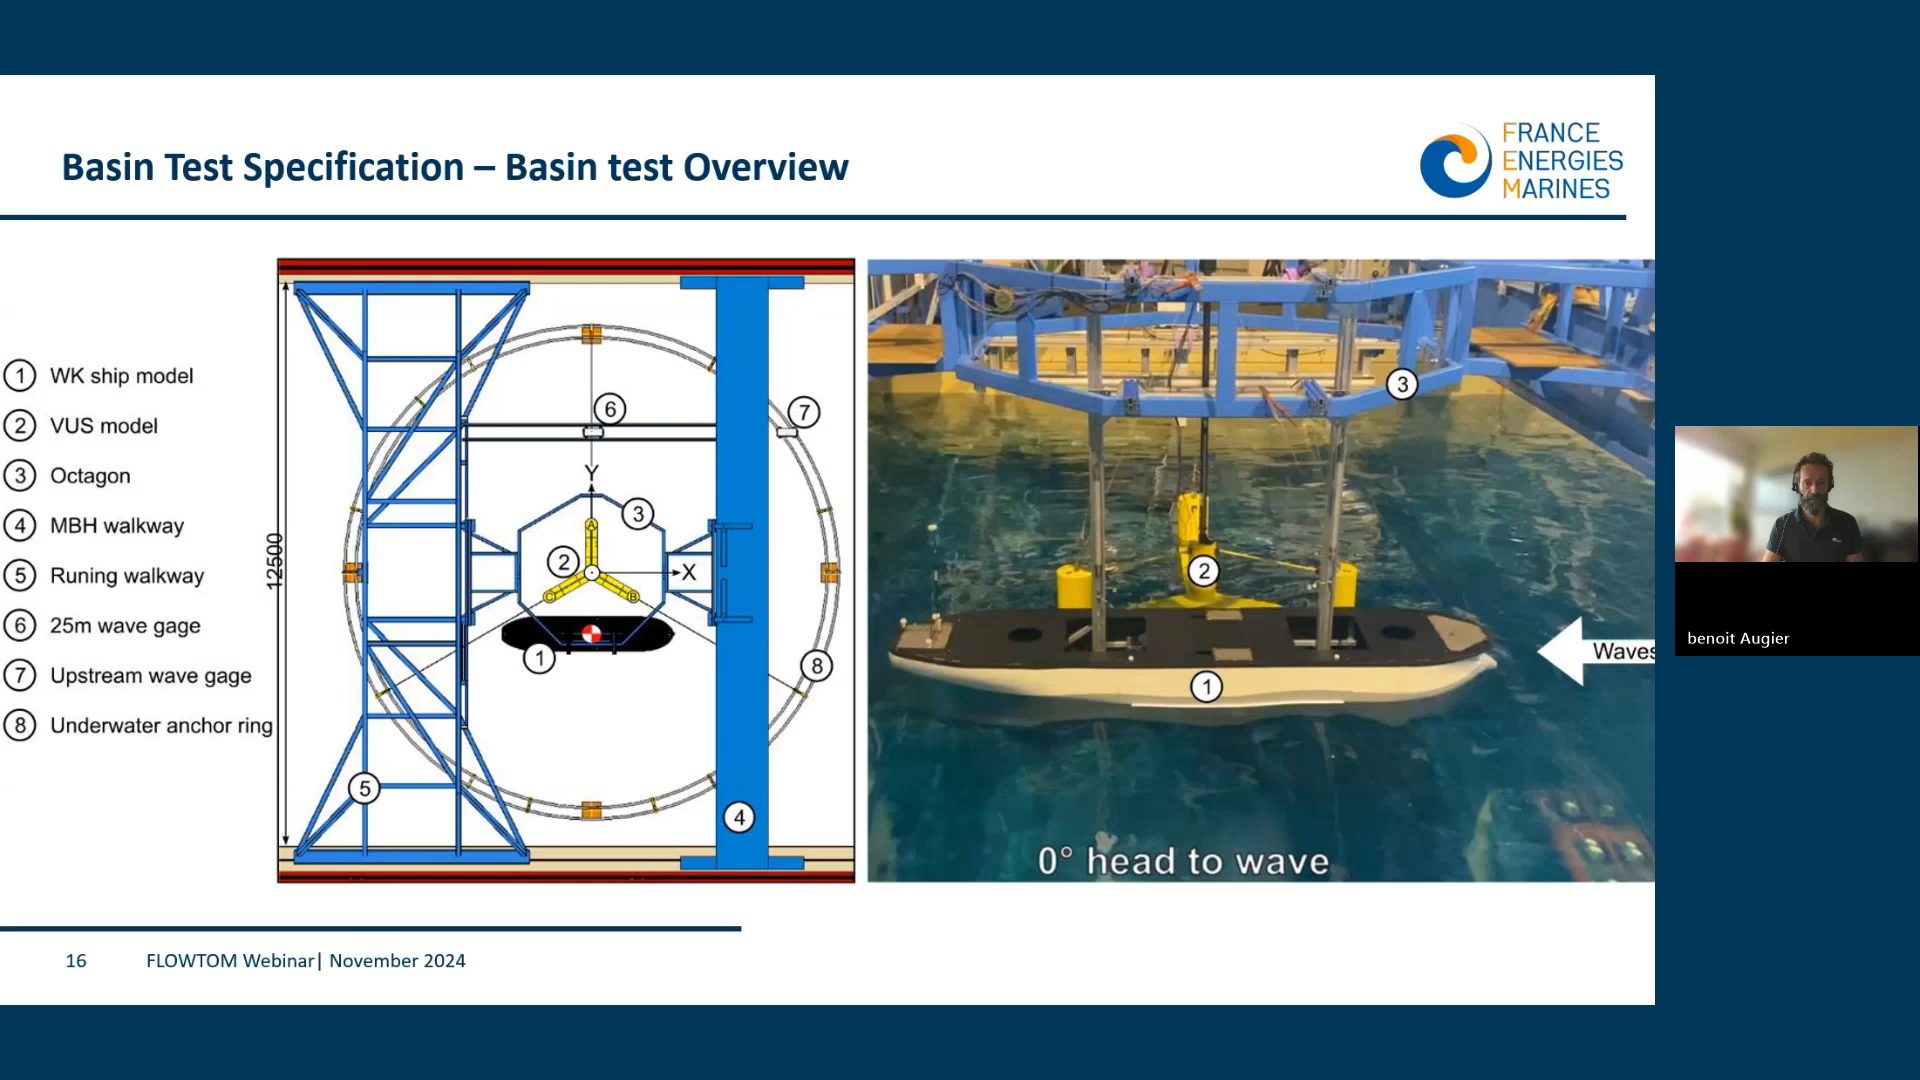 Basin Test Specification – Basin test Overview
FRANCE
ENERGIES
MARINES
1 WK ship model
2 VUS model
3 Octagon
4 MBH walkway
5 Runing walkway
6 25m wave gage
7 Upstream wave gage
8 Underwater anchor ring
12500
6
7
Y
3
2
A
X
C
B
1
8
5
4
3
2
1
Waves
0° head to wave
benoit Augier
16 FLOWTOM Webinar| November 2024